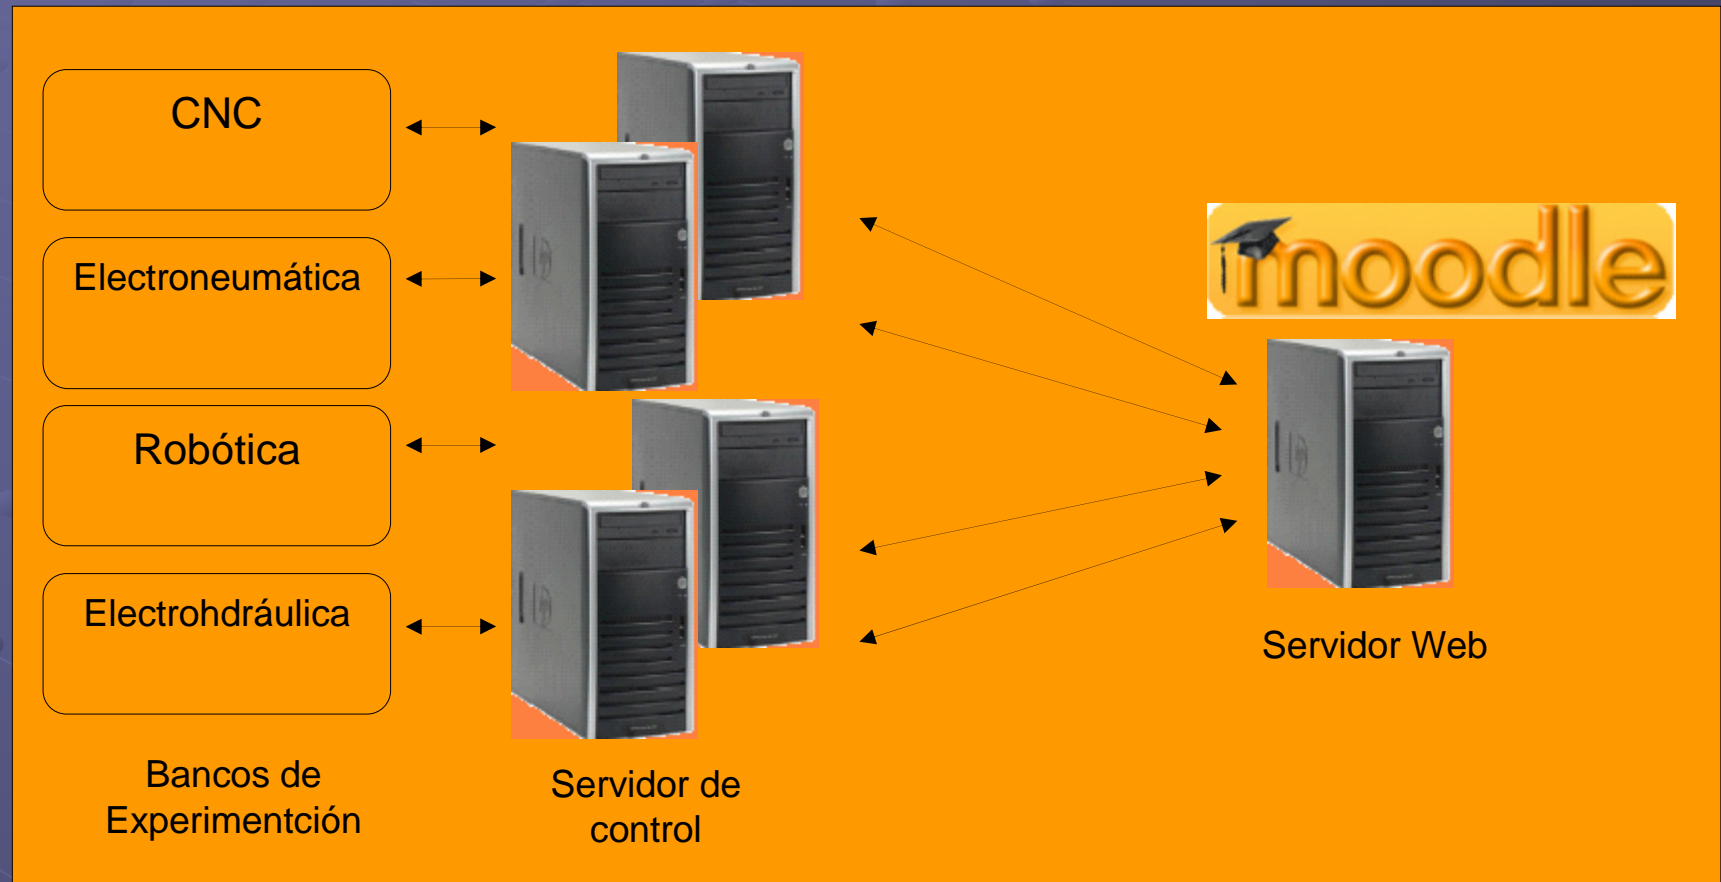 CNC
Electroneumática
Robótica
Electrohdráulica
Bancos de
Experimentción
Servidor de
control
moodle
Servidor Web